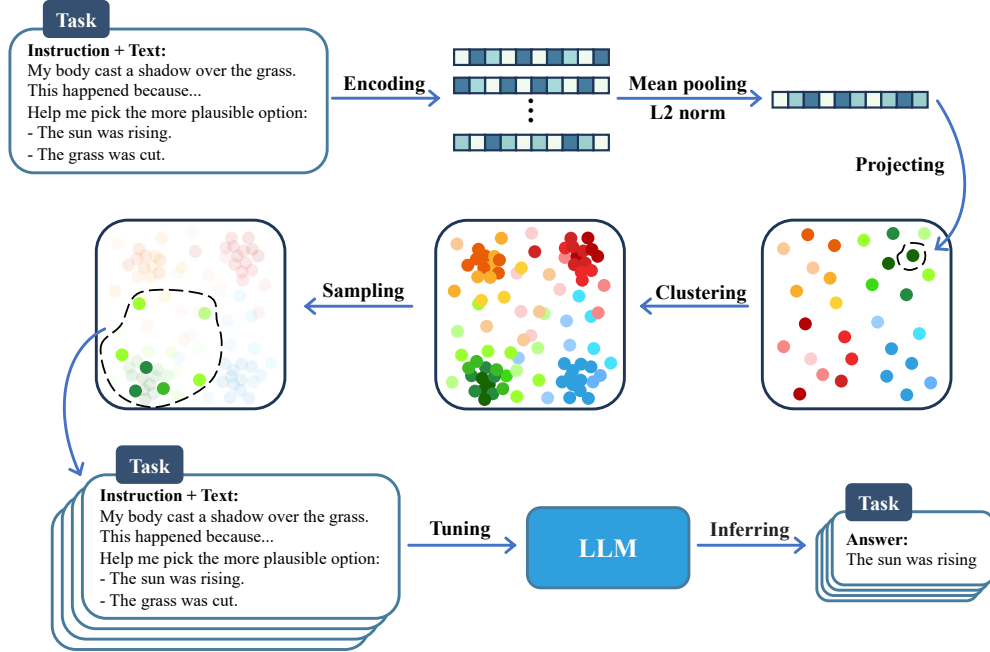 Task
Instruction + Text:
My body cast a shadow over the grass.
This happened because...
Help me pick the more plausible option:
- The sun was rising.
- The grass was cut.
Encoding
Mean pooling
L2 norm
Projecting
Clustering
Sampling
Task
Instruction + Text:
My body cast a shadow over the grass.
This happened because...
Help me pick the more plausible option:
- The sun was rising.
- The grass was cut.
Tuning
LLM
Inferring
Task
Answer:
The sun was rising